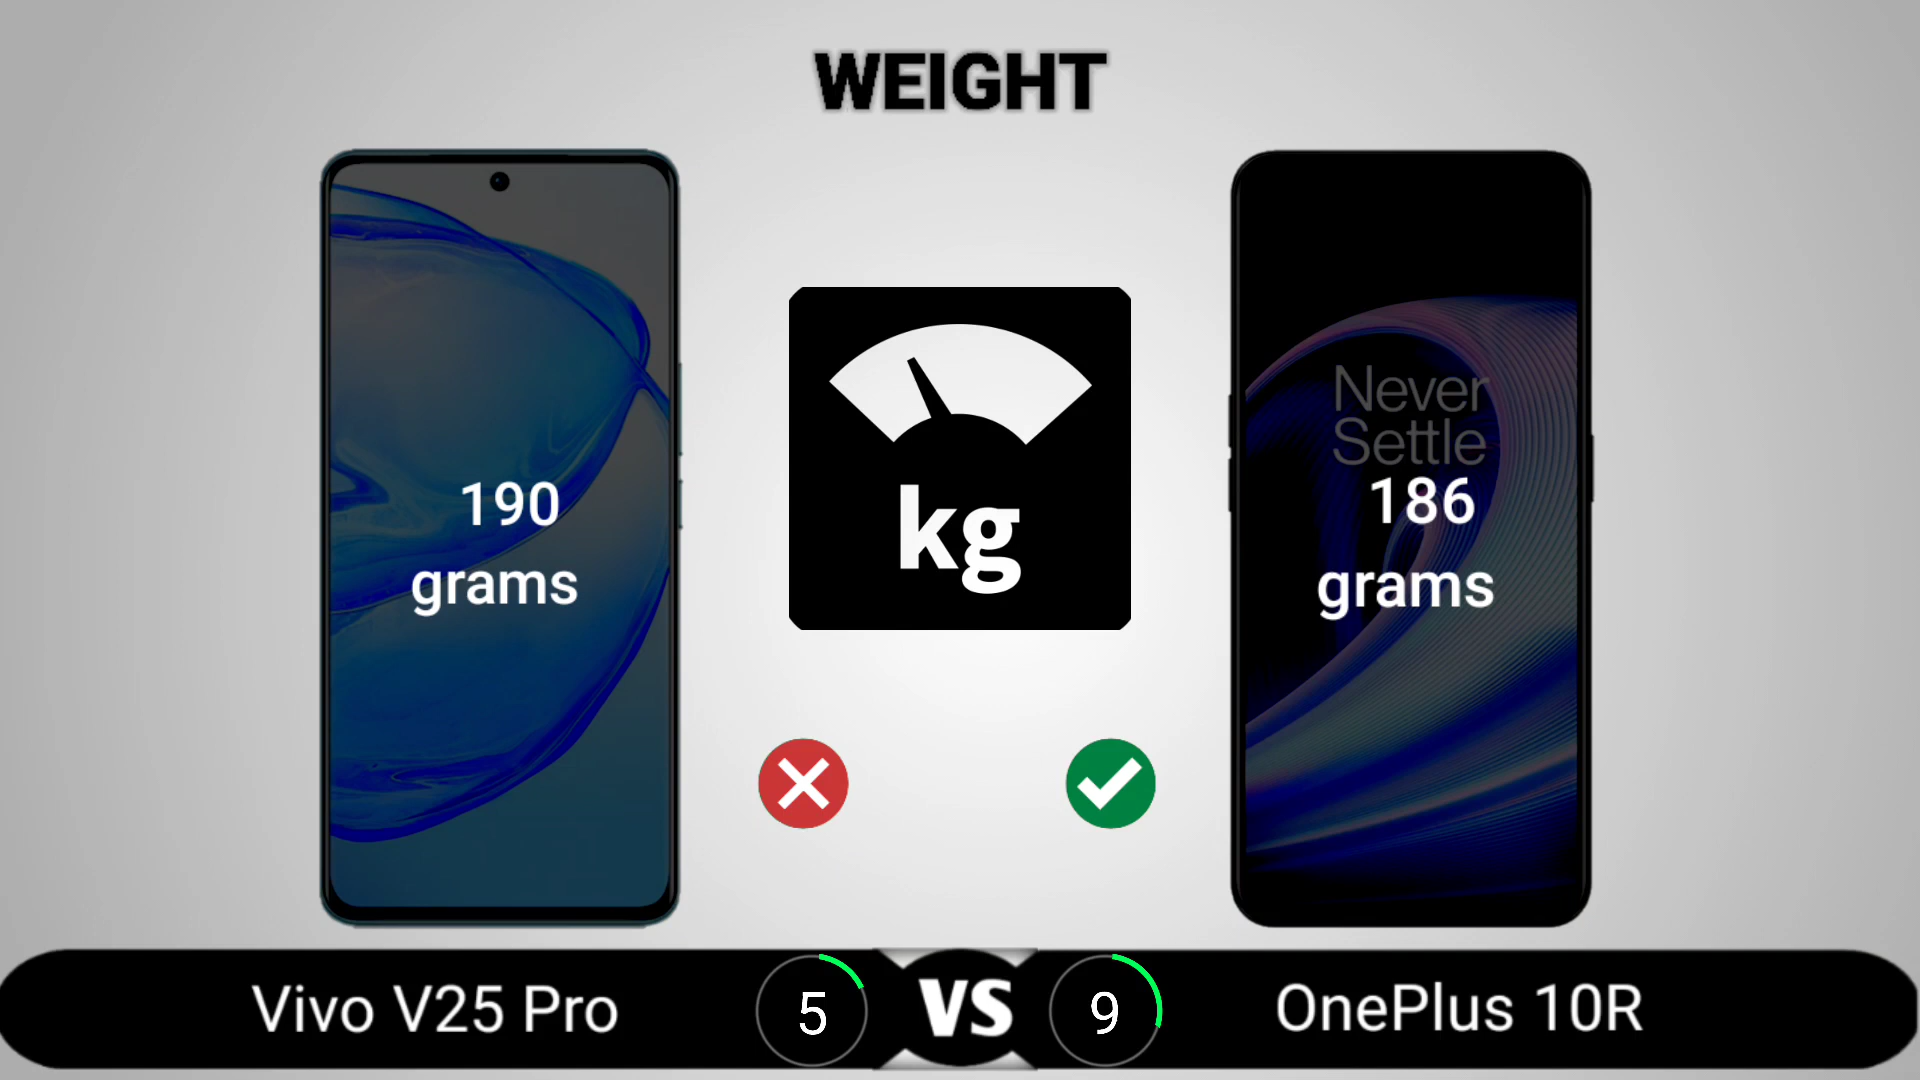 WEIGHT
Never
Settle
190
grams
kg
186
grams
Vivo V25 Pro
5
VS
9
OnePlus 10R